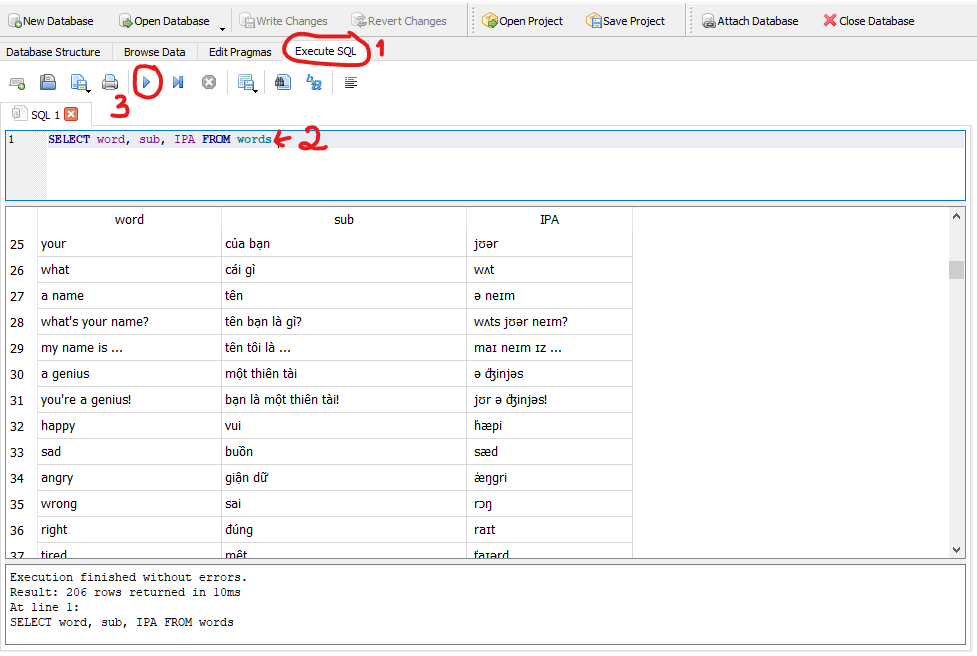 New Database Open Database Write Changes Revert Changes Open Project Save Project Attach Database Close Database
Database Structure Browse Data Edit Pragmas Execute SQL 1
3
SQL 1
1 SELECT word, sub, IPA FROM words 2
word sub IPA
25 your của bạn jʊər
26 what cái gì wʌt
27 a name tên ə neɪm
28 what's your name? tên bạn là gì? wʌts jʊər neɪm?
29 my name is ... tên tôi là ... maɪ neɪm ɪz ...
30 a genius một thiên tài ə ʤinjəs
31 you're a genius! bạn là một thiên tài! jʊr ə ʤinjəs!
32 happy vui hæpi
33 sad buồn sæd
34 angry giận dữ æŋgri
35 wrong sai rɔŋ
36 right đúng raɪt
37 tired mệt taɪərd
Execution finished without errors.
Result: 206 rows returned in 10ms
At line 1:
SELECT word, sub, IPA FROM words